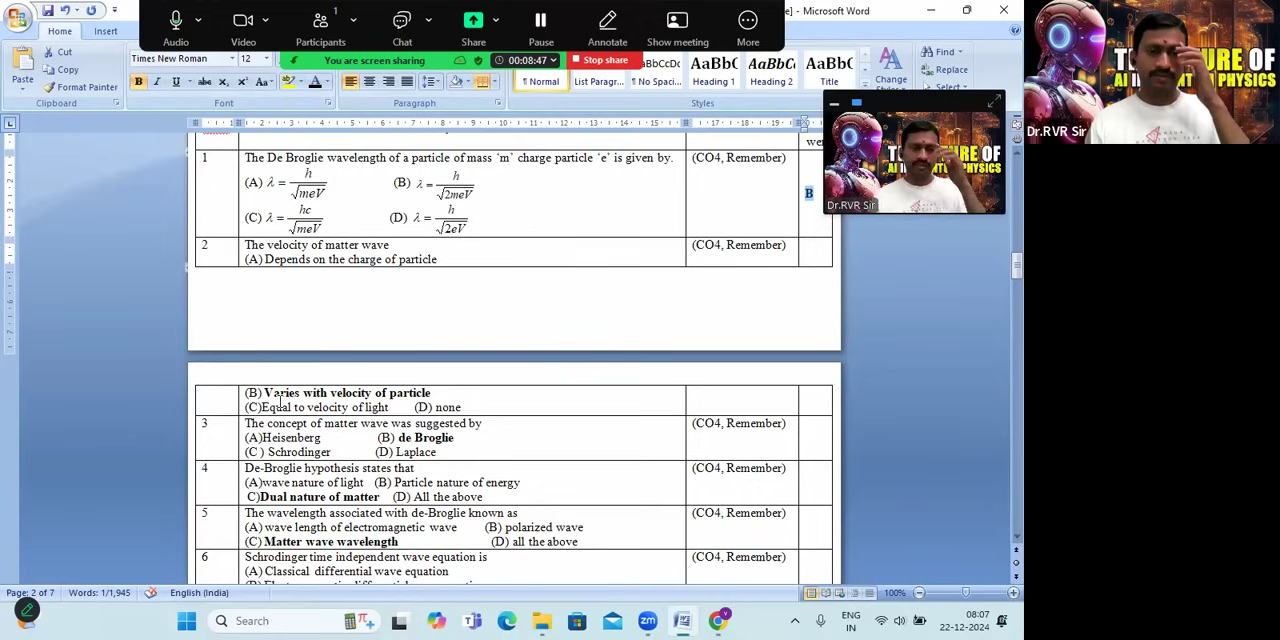 e] - Microsoft Word
Audio
Video
Participants
1
Chat
Share
Pause
Annotate
Show meeting
More
You are screen sharing
00:08:47
Stop share
Home
Insert
Paste
Cut
Copy
Format Painter
Clipboard
Times New Roman
12
Font
Paragraph
¶ Normal
List Paragr...
¶ No Spaci...
Heading 1
Heading 2
Title
Styles
Change
Find
Replace
Select
Dr.RVR Sir
Dr.RVR Sir
1
The De Broglie wavelength of a particle of mass ‘m’ charge particle ‘e’ is given by.
(CO4, Remember)
(A) λ = h/√meV (B) λ = h/√2meV
B
(C) λ = hc/√meV (D) λ = h/√2eV
2
The velocity of matter wave
(CO4, Remember)
(A) Depends on the charge of particle
(B) Varies with velocity of particle
(C)Equal to velocity of light (D) none
3
The concept of matter wave was suggested by
(CO4, Remember)
(A)Heisenberg (B) de Broglie
(C ) Schrodinger (D) Laplace
4
De-Broglie hypothesis states that
(CO4, Remember)
(A)wave nature of light (B) Particle nature of energy
C)Dual nature of matter (D) All the above
5
The wavelength associated with de-Broglie known as
(CO4, Remember)
(A) wave length of electromagnetic wave (B) polarized wave
(C) Matter wave wavelength (D) all the above
6
Schrodinger time independent wave equation is
(CO4, Remember)
(A) Classical differential wave equation
Page: 2 of 7
Words: 1/1,945
English (India)
100%
Search
ENG
IN
08:07
22-12-2024